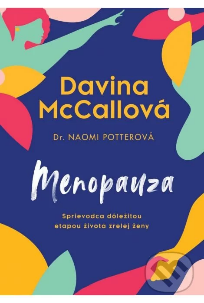 Davina
McCallová
Dr. NAOMI POTTEROVÁ
Menopauza
Sprievodca dôležitou
etapou života zrelej ženy